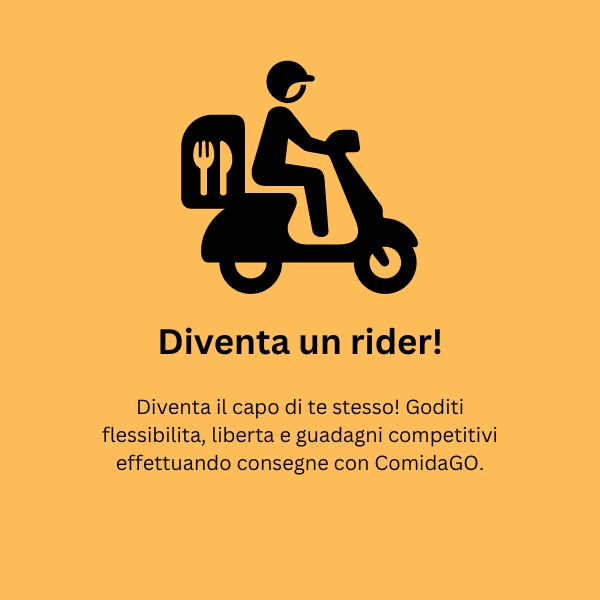 Diventa un rider!
Diventa il capo di te stesso! Goditi
flessibilita, liberta e guadagni competitivi
effettuando consegne con ComidaGO.